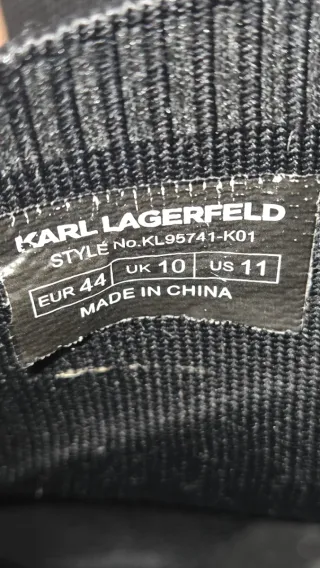 KARL LAGERFELD
STYLE No.KL95741-K01
EUR 44 UK 10 US 11
MADE IN CHINA